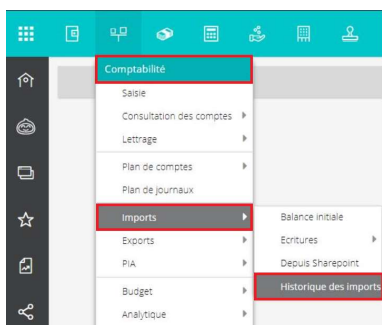 Comptabilité
Saisie
Consultation des comptes
Lettrage
Plan de comptes
Plan de journaux
Imports
Balance initiale
Exports
Ecritures
PIA
Depuis Sharepoint
Budget
Historique des imports
Analytique